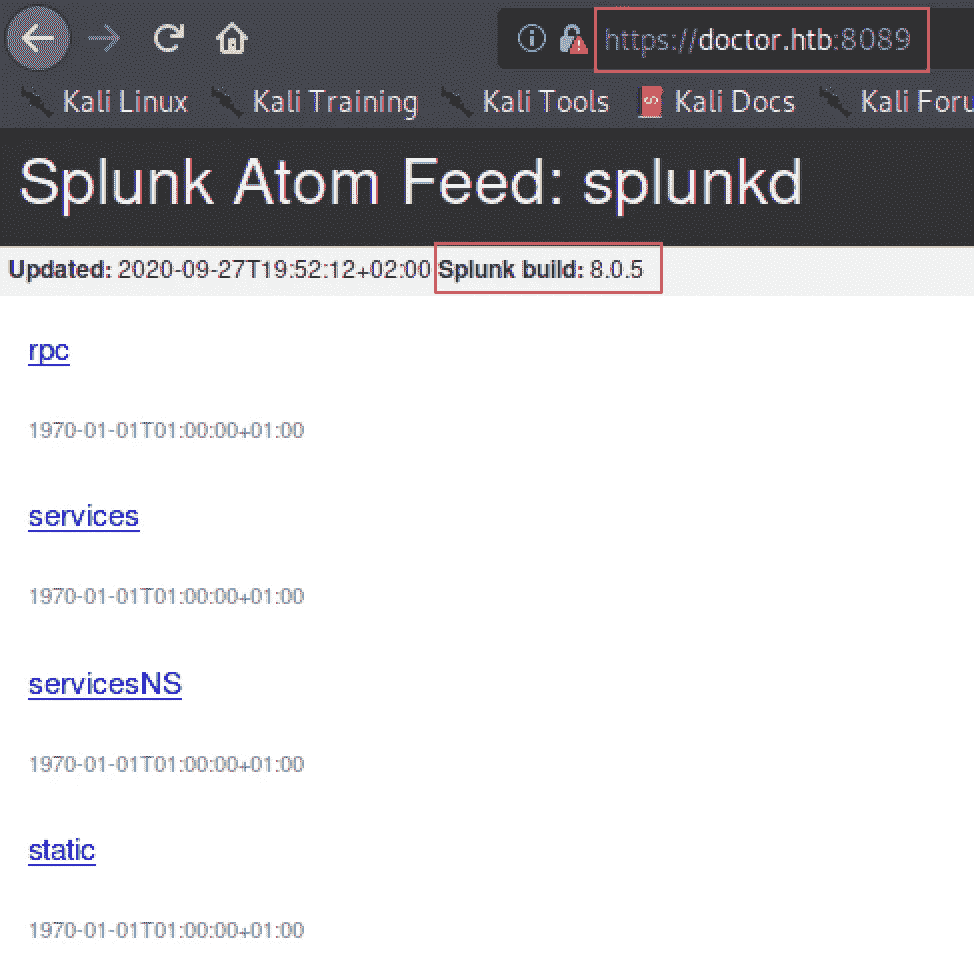 https://doctor.htb:8089
Kali Linux Kali Training Kali Tools Kali Docs Kali Foru
Splunk Atom Feed: splunkd
Updated: 2020-09-27T19:52:12+02:00 Splunk build: 8.0.5
rpc
1970-01-01T01:00:00+01:00
services
1970-01-01T01:00:00+01:00
servicesNS
1970-01-01T01:00:00+01:00
static
1970-01-01T01:00:00+01:00